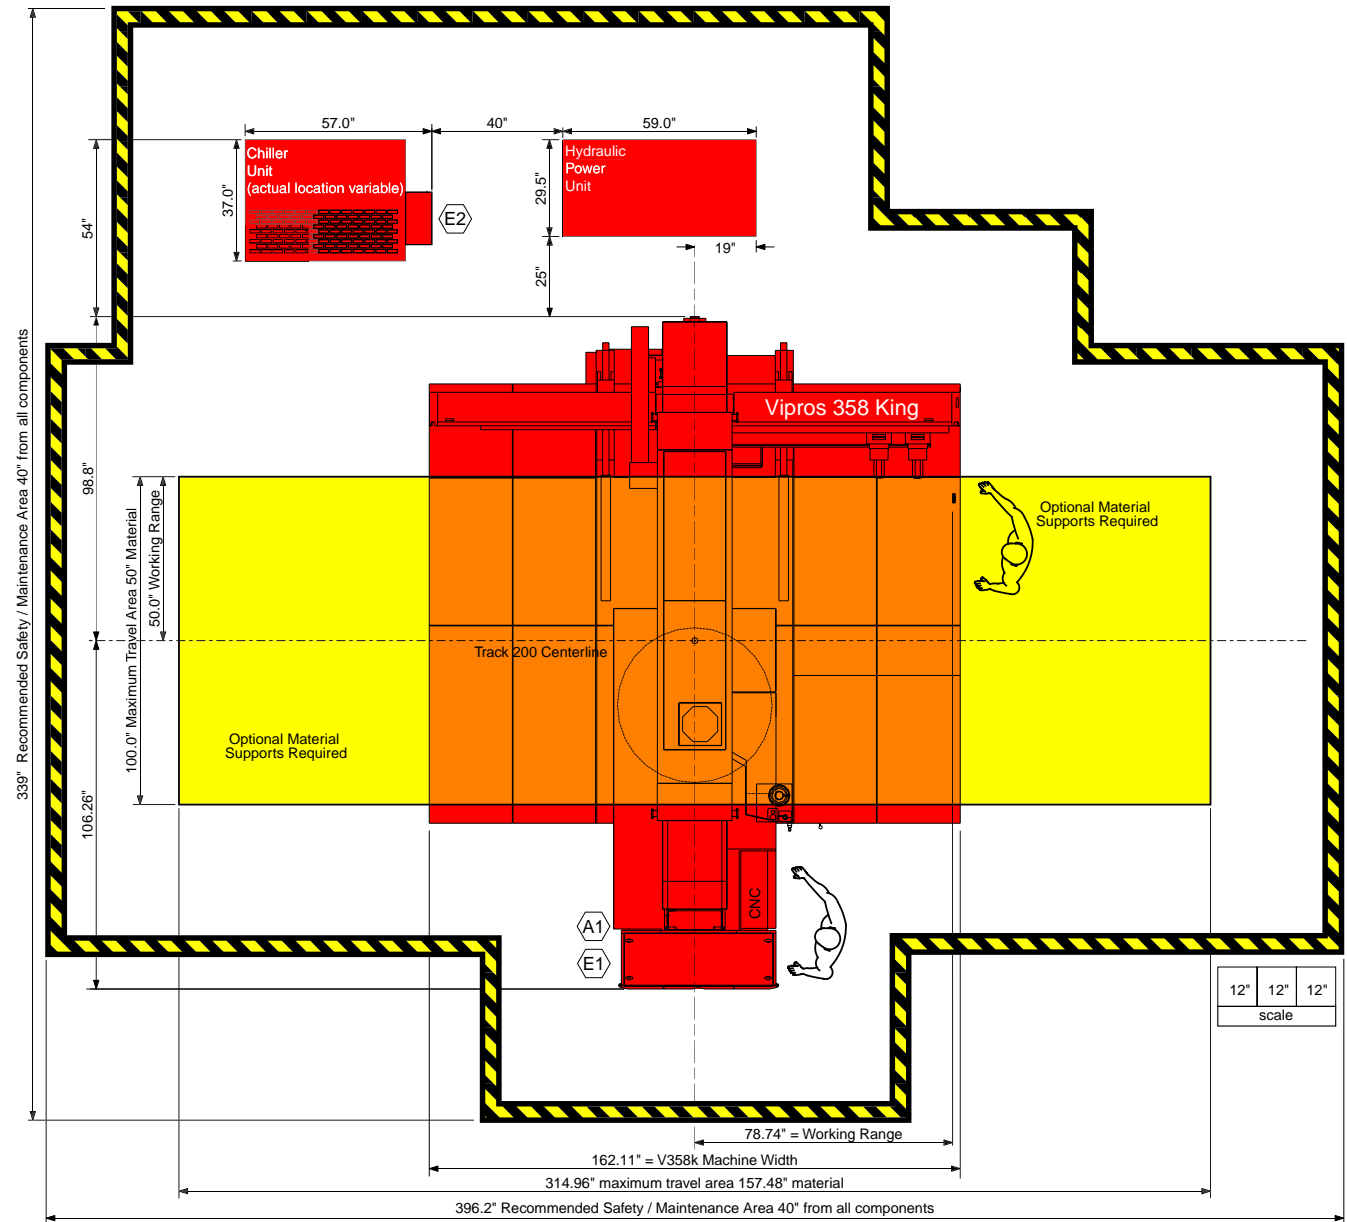 57.0"
40"
59.0"
Chiller
Unit
(actual location variable)
Hydraulic
Power
Unit
37.0"
29.5"
54"
E2
19"
25"
339" Recommended Safety / Maintenance Area 40" from all components
98.8"
Vipros 358 King
100.0" Maximum Travel Area 50" Material
50.0" Working Range
Optional Material
Supports Required
Track 200 Centerline
Optional Material
Supports Required
106.26"
CNC
A1
E1
12" 12" 12"
scale
78.74" = Working Range
162.11" = V358k Machine Width
314.96" maximum travel area 157.48" material
396.2" Recommended Safety / Maintenance Area 40" from all components